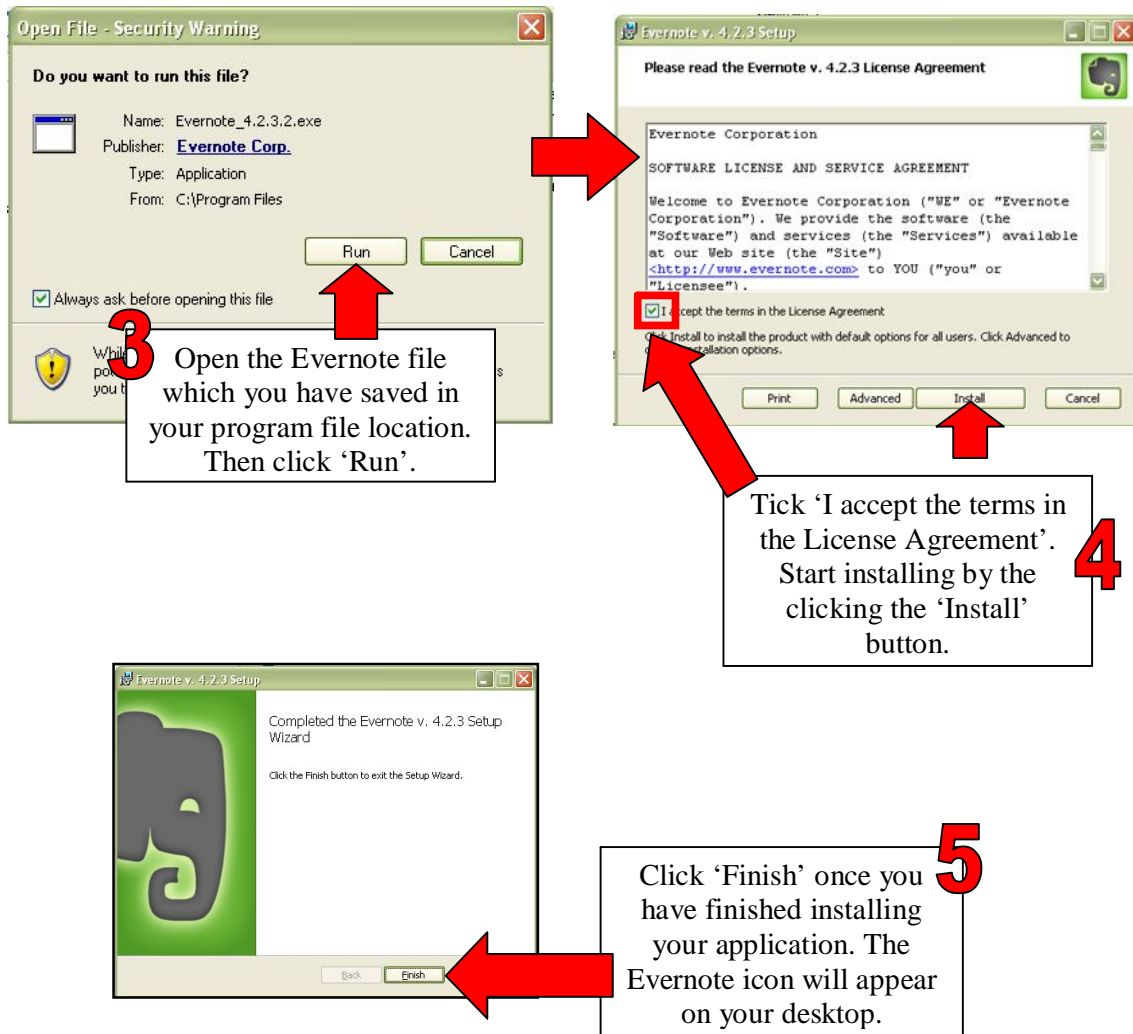 Open File - Security Warning
Do you want to run this file?
Name: Evernote_4.2.3.2.exe
Publisher: Evernote Corp.
Type: Application
From: C:\Program Files
Run
Cancel
Always ask before opening this file
you
3
Open the Evernote file
which you have saved in
your program file location.
Then click ‘Run’.
Evernote v. 4.2.3 Setup
Please read the Evernote v. 4.2.3 License Agreement
Evernote Corporation
SOFTWARE LICENSE AND SERVICE AGREEMENT
Welcome to Evernote Corporation ("WE" or "Evernote
Corporation"). We provide the software (the
"Software") and services (the "Services") available
at our Web site (the "Site")
<http://www.evernote.com> to YOU ("you" or
"Licensee").
I accept the terms in the License Agreement
Click Install to install the product with default options for all users. Click Advanced to
installation options.
Print
Advanced
Install
Cancel
Tick ‘I accept the terms in
the License Agreement’.
Start installing by the
clicking the ‘Install’
button.
4
Evernote v. 4.2.3 Setup
Completed the Evernote v. 4.2.3 Setup
Wizard
Click the Finish button to exit the Setup Wizard.
Back
Finish
5
Click ‘Finish’ once you
have finished installing
your application. The
Evernote icon will appear
on your desktop.